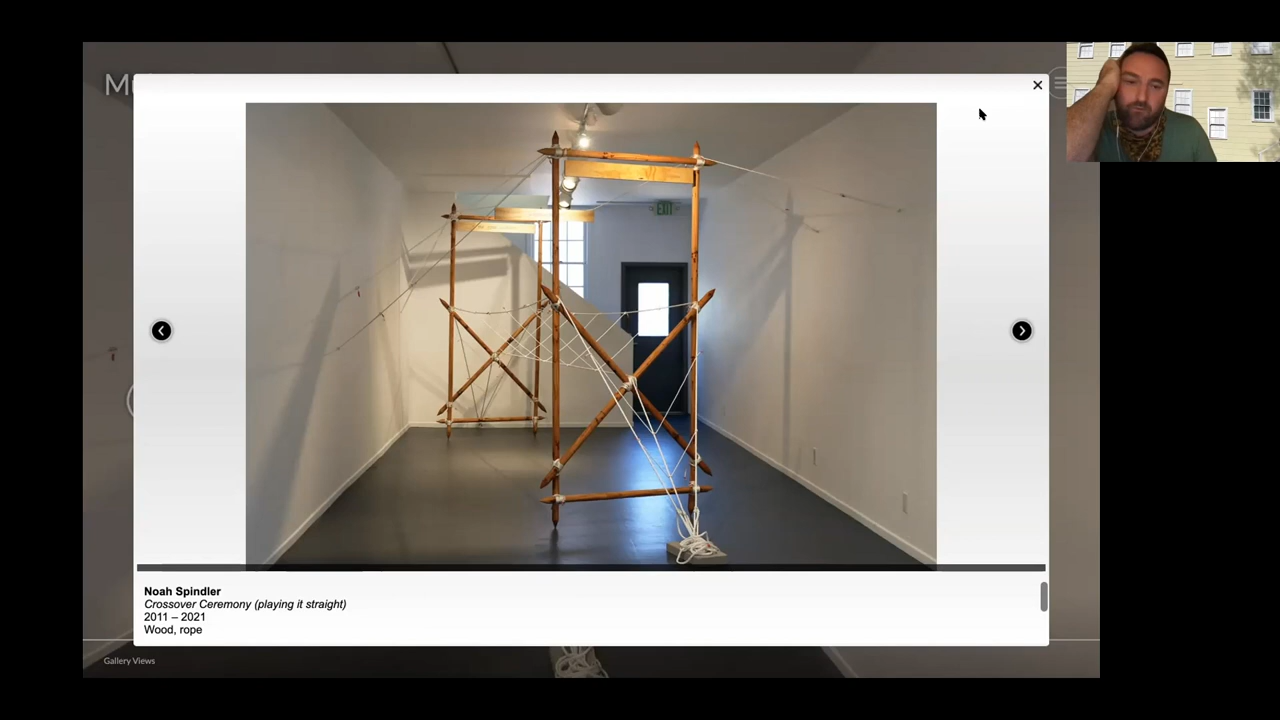 EXIT
Noah Spindler
Crossover Ceremony (playing it straight)
2011 – 2021
Wood, rope
Gallery Views